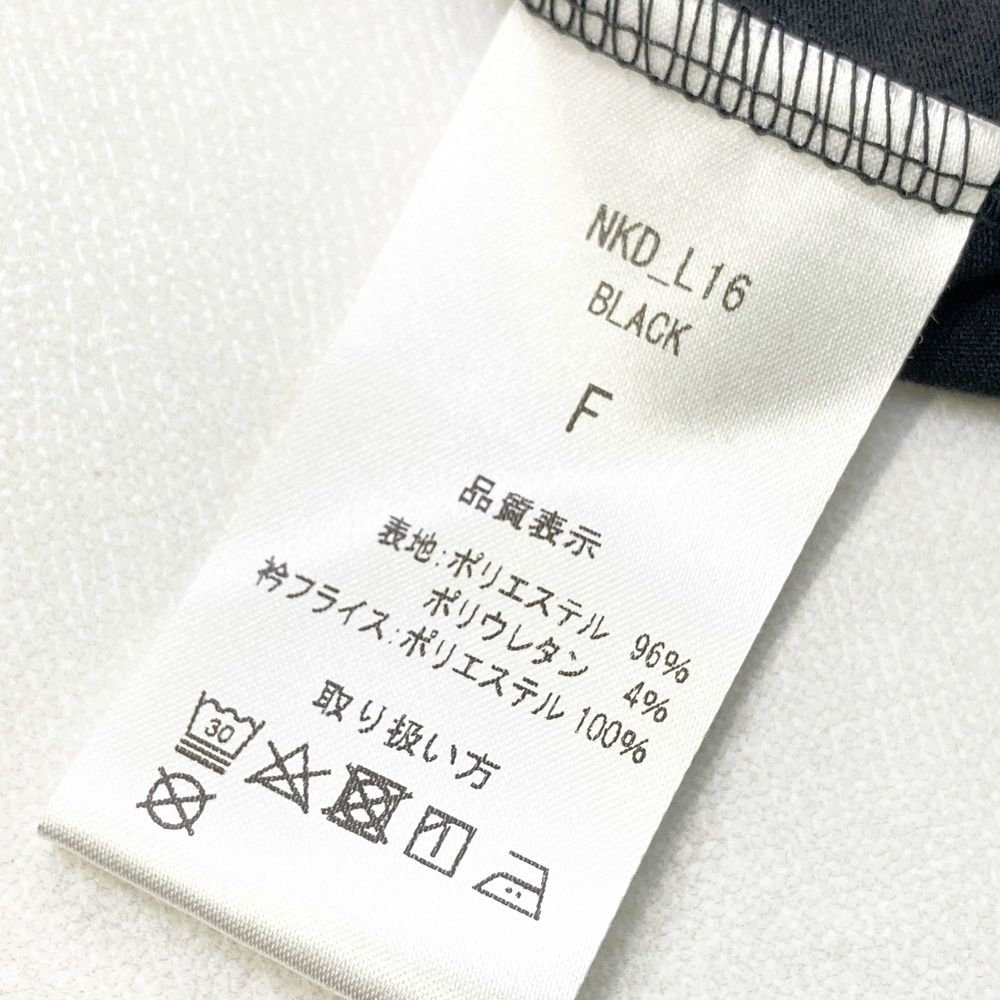 NKD_L16
BLACK
F
品質表示
表地:ポリエステル 96%
ポリウレタン 4%
衿フライス:ポリエステル 100%
取り扱い方
30